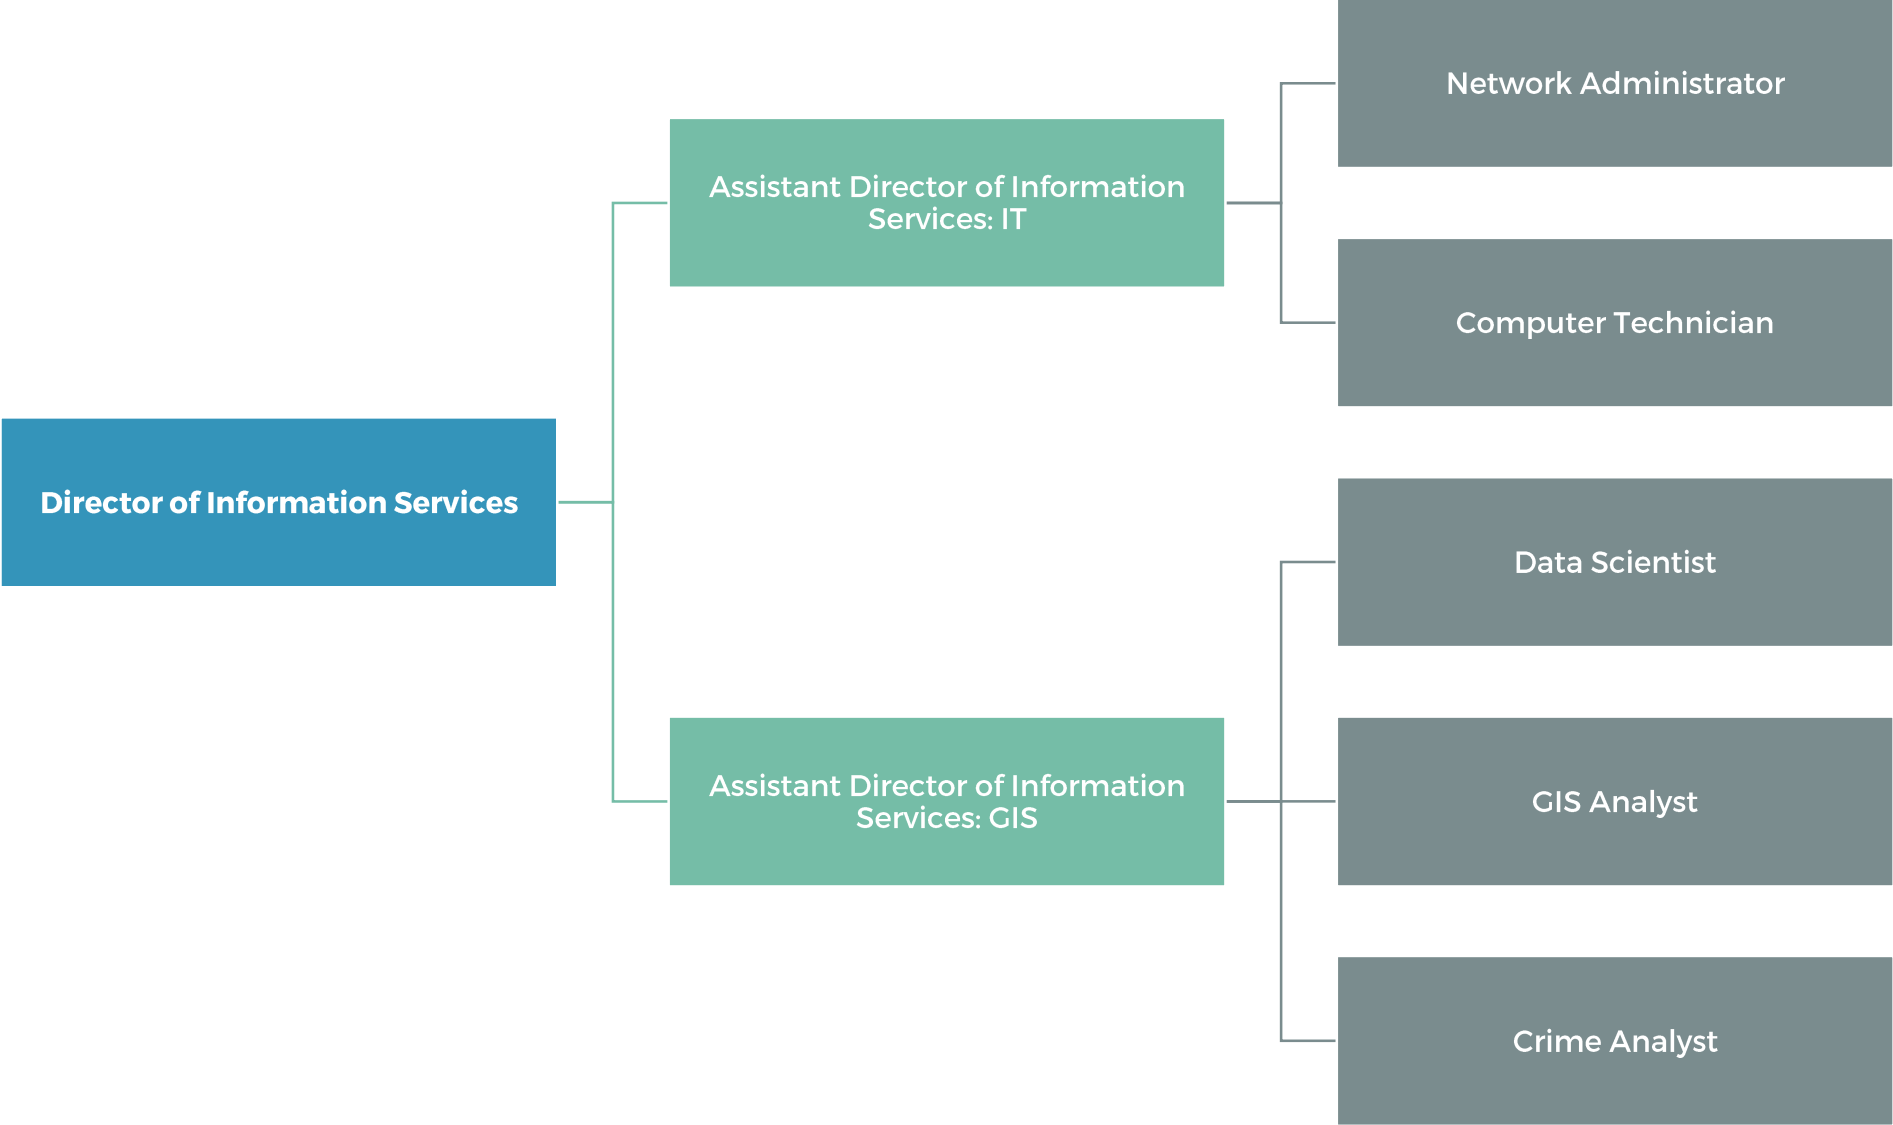 Network Administrator
Assistant Director of Information
Services: IT
Computer Technician
Director of Information Services
Data Scientist
Assistant Director of Information
Services: GIS
GIS Analyst
Crime Analyst